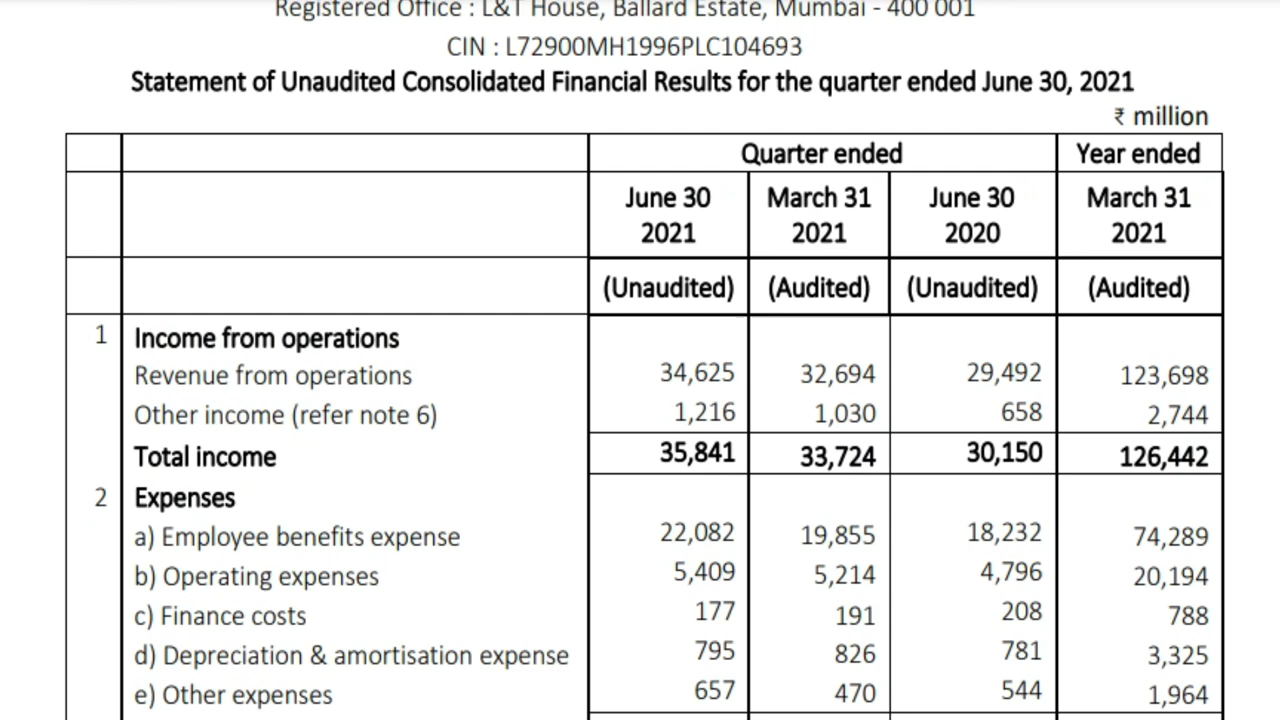 Registered Office : L&T House, Ballard Estate, Mumbai - 400 001
CIN : L72900MH1996PLC104693
Statement of Unaudited Consolidated Financial Results for the quarter ended June 30, 2021
₹ million
Quarter ended Year ended
June 30 March 31 June 30 March 31
2021 2021 2020 2021
(Unaudited) (Audited) (Unaudited) (Audited)
1 Income from operations
Revenue from operations 34,625 32,694 29,492 123,698
Other income (refer note 6) 1,216 1,030 658 2,744
Total income 35,841 33,724 30,150 126,442
2 Expenses
a) Employee benefits expense 22,082 19,855 18,232 74,289
b) Operating expenses 5,409 5,214 4,796 20,194
c) Finance costs 177 191 208 788
d) Depreciation & amortisation expense 795 826 781 3,325
e) Other expenses 657 470 544 1,964